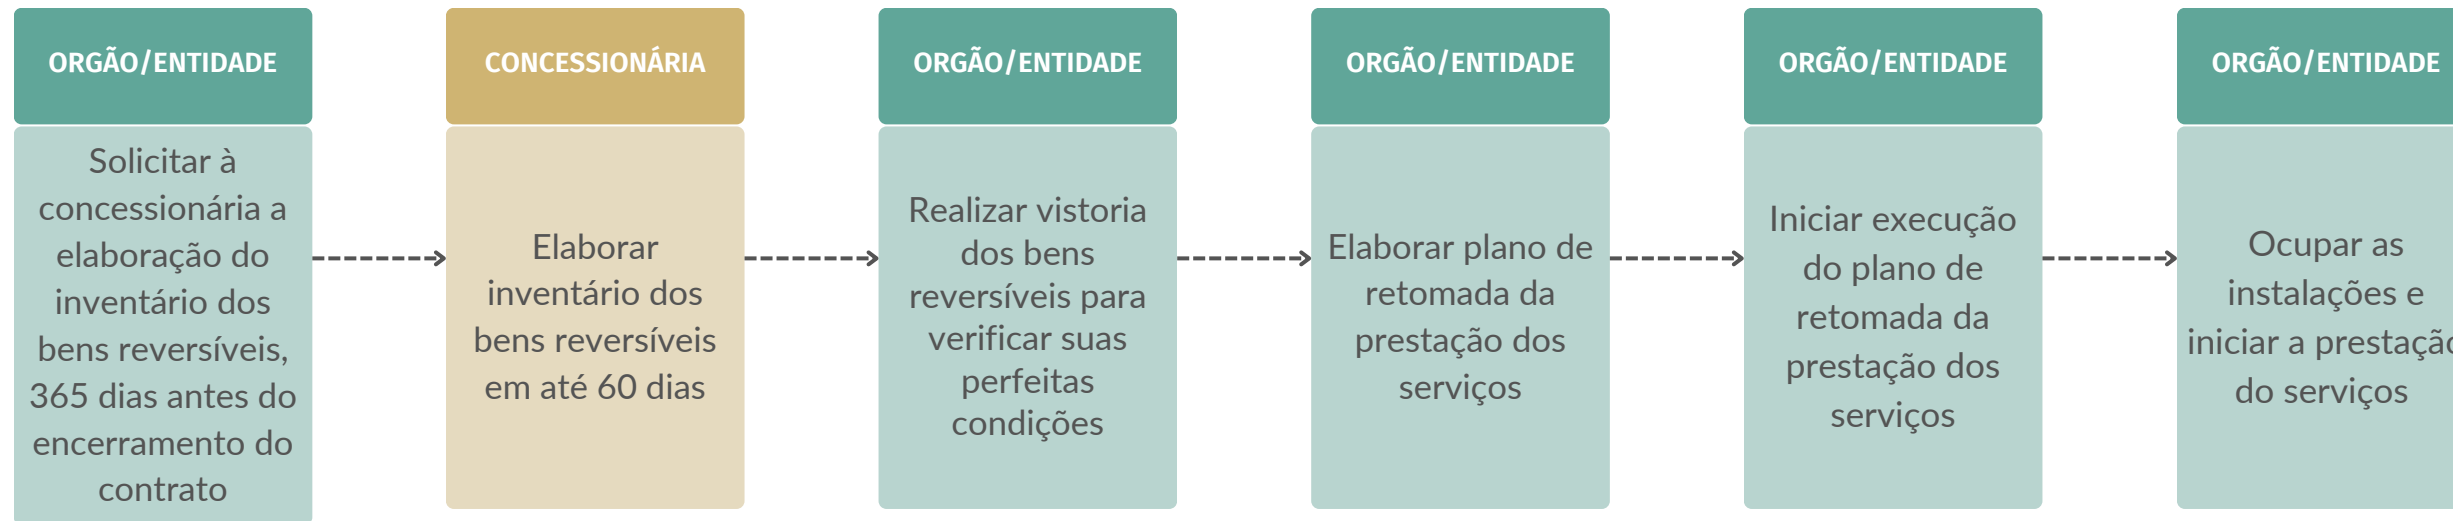 ORGÃO/ENTIDADE
Solicitar à
concessionária a
elaboração do
inventário dos
bens reversíveis,
365 dias antes do
encerramento do
contrato
CONCESSIONÁRIA
Elaborar
inventário dos
bens reversíveis
em até 60 dias
ORGÃO/ENTIDADE
Realizar vistoria
dos bens
reversíveis para
verificar suas
perfeitas
condições
ORGÃO/ENTIDADE
Elaborar plano de
retomada da
prestação dos
serviços
ORGÃO/ENTIDADE
Iniciar execução
do plano de
retomada da
prestação dos
serviços
ORGÃO/ENTIDADE
Ocupar as
instalações e
iniciar a prestação
do serviços